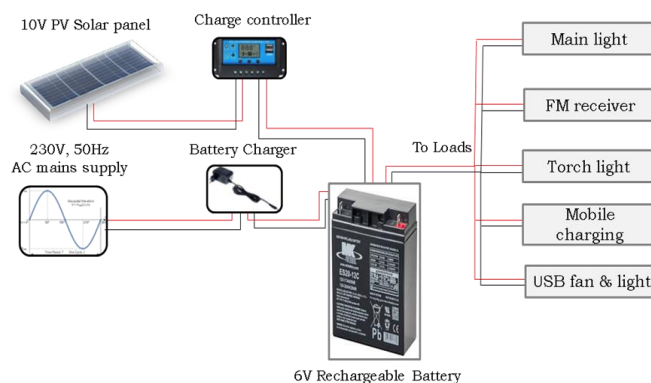 10V PV Solar panel
Charge controller
Main light
FM receiver
230V, 50Hz
AC mains supply
Battery Charger
To Loads
Torch light
Mobile
charging
USB fan & light
ES20-12C
Pb
6V Rechargeable Battery